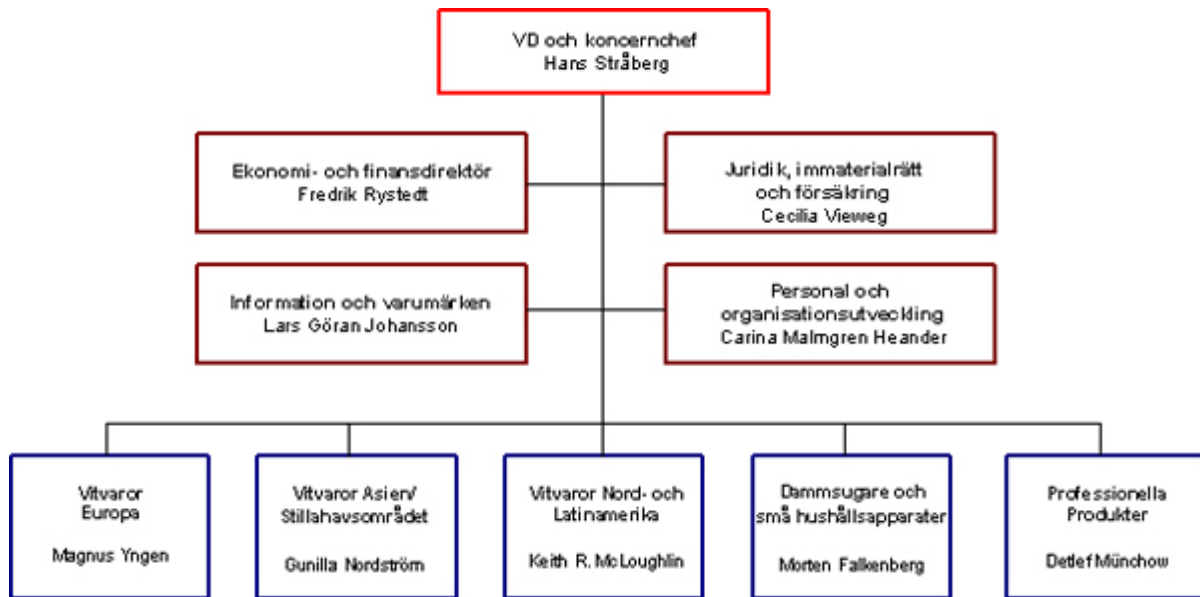 VD och koncernchef
Hans Stråberg
Ekonomi- och finansdirektör
Fredrik Rystedt
Juridik, immaterialrätt
och försäkring
Cecilia Vieweg
Information och varumärken
Lars Göran Johansson
Personal och
organisationsutveckling
Carina Malmgren Heander
Vitvaror
Europa
Magnus Yngen
Vitvaror Asien/
Stillahavsområdet
Gunilla Nordström
Vitvaror Nord- och
Latinamerika
Keith R. McLoughlin
Dammsugare och
små hushållsapparater
Morten Falkenberg
Professionella
Produkter
Detlef Münchow